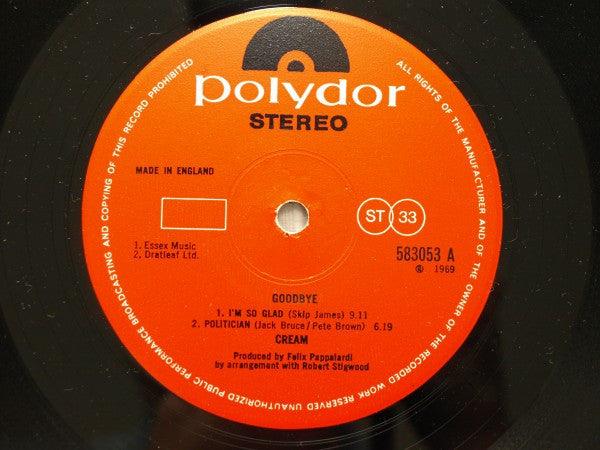 polydor
STEREO
MADE IN ENGLAND
ST 33
1. Essex Music
2. Dratleaf Ltd.
583053 A
℗ 1969
GOODBYE
1. I'M SO GLAD (Skip James) 9.11
2. POLITICIAN (Jack Bruce/Pete Brown) 6.19
CREAM
Produced by Felix Pappalardi
by arrangement with Robert Stigwood
ALL RIGHTS OF THE MANUFACTURER AND OF THE OWNER OF THE RECORDED WORK RESERVED UNAUTHORIZED PUBLIC PERFORMANCE BROADCASTING AND COPYING OF THIS RECORD PROHIBITED